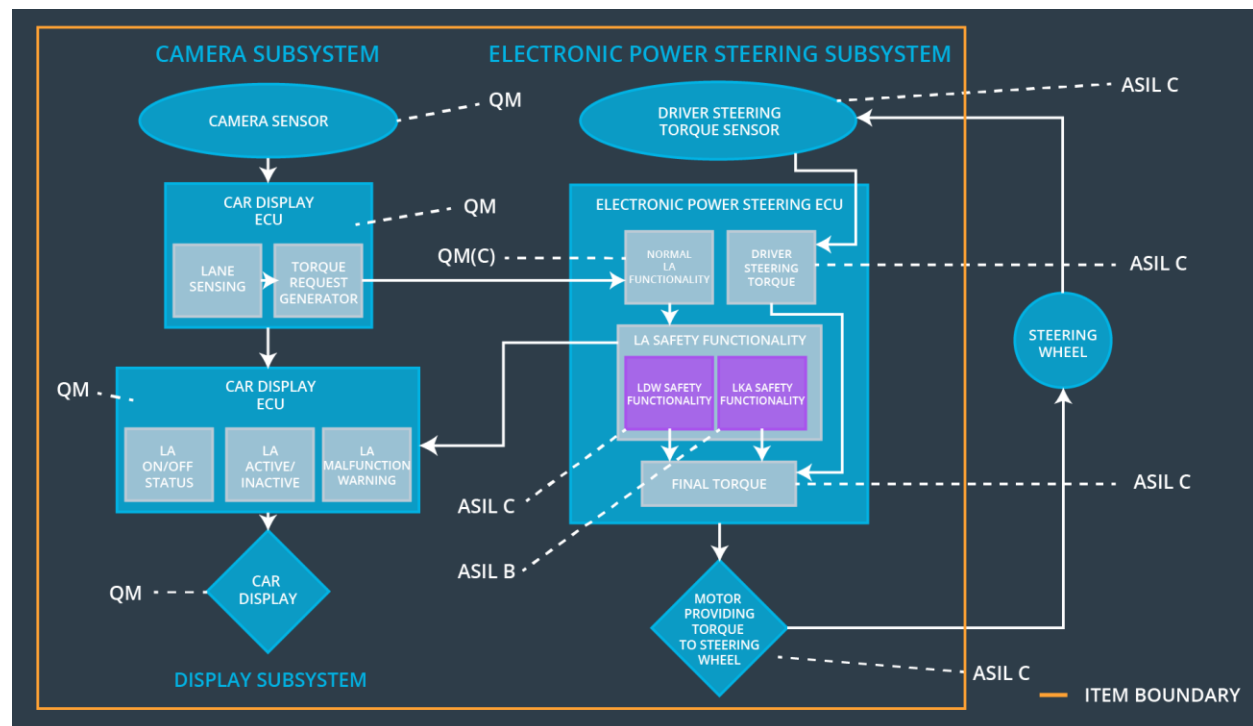 CAMERA SUBSYSTEM
ELECTRONIC POWER STEERING SUBSYSTEM
ASIL C
QM
CAMERA SENSOR
DRIVER STEERING
TORQUE SENSOR
CAR DISPLAY
ECU
QM
ELECTRONIC POWER STEERING ECU
LANE
SENSING
TORQUE
REQUEST
GENERATOR
QM(C)
NORMAL
LA
FUNCTIONALITY
DRIVER
STEERING
TORQUE
ASIL C
STEERING
WHEEL
LA SAFETY FUNCTIONALITY
LDW SAFETY
FUNCTIONALITY
LKA SAFETY
FUNCTIONALITY
QM
CAR DISPLAY
ECU
LA
ON/OFF
STATUS
LA
ACTIVE/
INACTIVE
LA
MALFUNCTION
WARNING
FINAL TORQUE
ASIL C
ASIL C
ASIL B
QM
CAR
DISPLAY
MOTOR
PROVIDING
TORQUE
TO STEERING
WHEEL
ASIL C
DISPLAY SUBSYSTEM
ITEM BOUNDARY